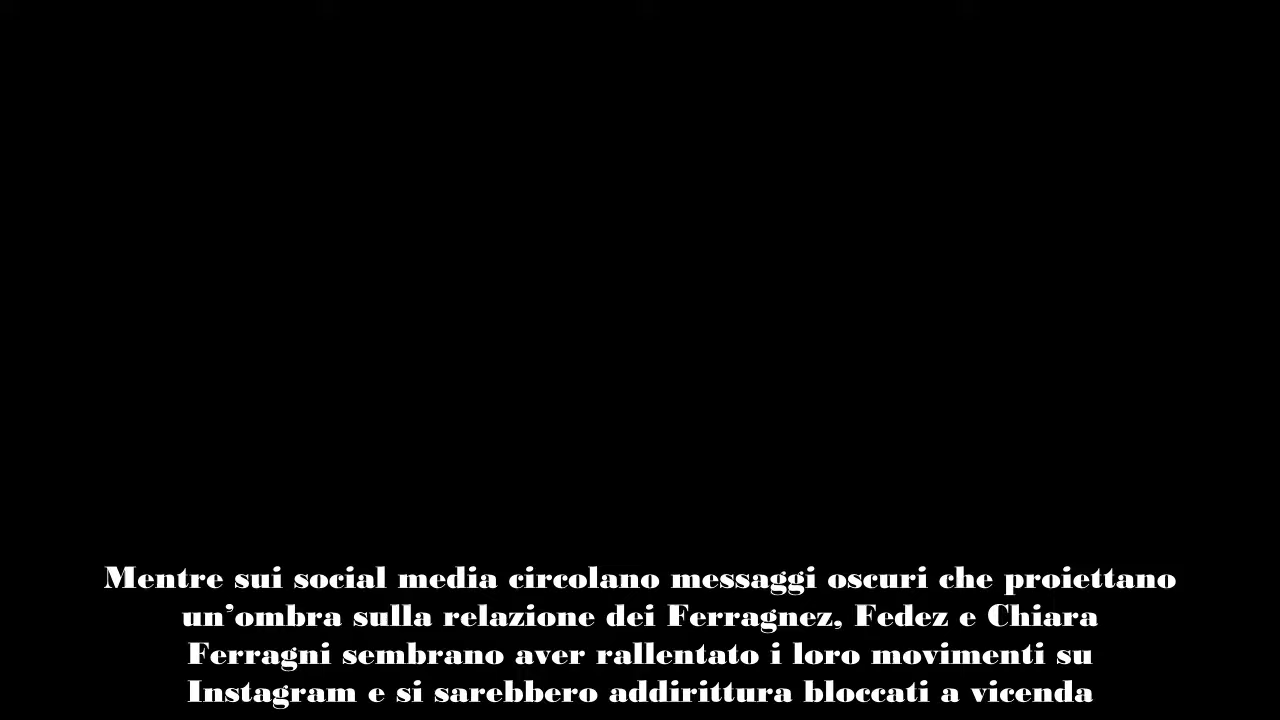 Mentre sui social media circolano messaggi oscuri che proiettano
un’ombra sulla relazione dei Ferragnez, Fedez e Chiara
Ferragni sembrano aver rallentato i loro movimenti su
Instagram e si sarebbero addirittura bloccati a vicenda